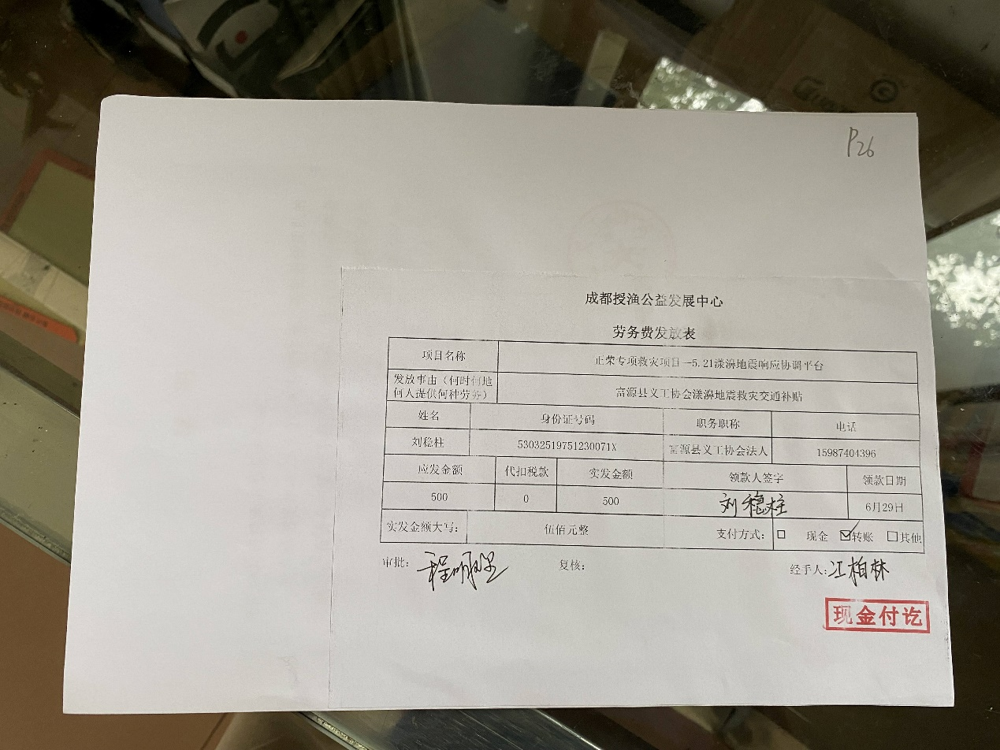 P26
成都授渔公益发展中心
劳务费发放表
项目名称 正荣专项救灾项目—5.21漾濞地震响应协调平台
发放事由（何时何地何人提供何种劳务） 富源县义工协会漾濞地震救灾交通补贴
姓名 身份证号码 职务职称 电话
刘稳柱 53032519751230071X 富源县义工协会法人 15987404396
应发金额 代扣税款 实发金额 领款人签字 领款日期
500 0 500 刘稳柱 6月29日
实发金额大写： 伍佰元整 支付方式： □ 现金 ☑转账 □其他
审批： 复核： 经手人：江柏林
现金付讫